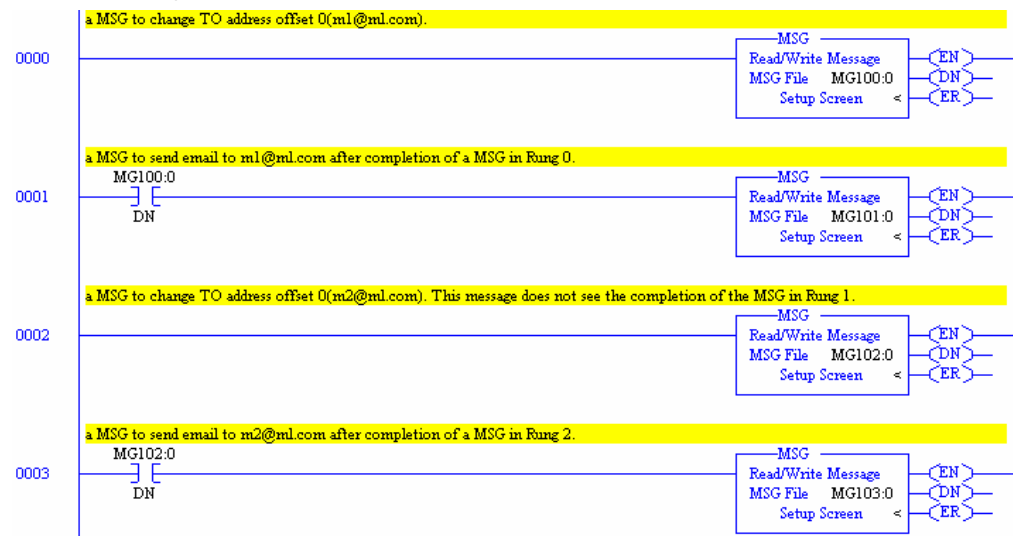 a MSG to change TO address offset 0(m1@ml.com).
MSG
0000
Read/Write Message
EN
MSG File MG100:0
DN
Setup Screen <
ER
a MSG to send email to m1@ml.com after completion of a MSG in Rung 0.
MG100:0
MSG
0001
Read/Write Message
EN
DN
MSG File MG101:0
DN
Setup Screen <
ER
a MSG to change TO address offset 0(m2@ml.com). This message does not see the completion of the MSG in Rung 1.
MSG
0002
Read/Write Message
EN
MSG File MG102:0
DN
Setup Screen <
ER
a MSG to send email to m2@ml.com after completion of a MSG in Rung 2.
MG102:0
MSG
0003
Read/Write Message
EN
DN
MSG File MG103:0
DN
Setup Screen <
ER